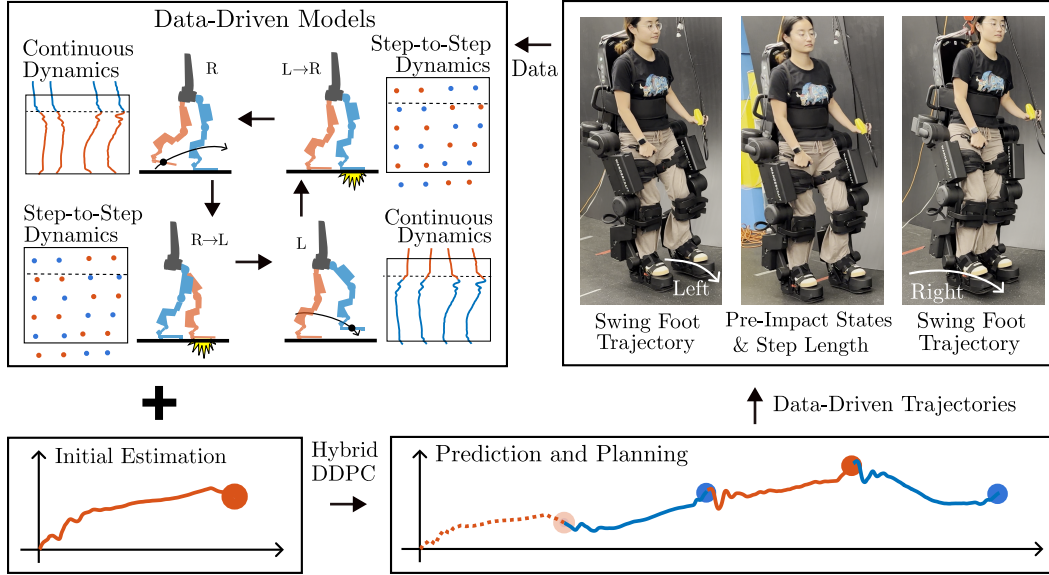 Data-Driven Models
Continuous
Dynamics
R
L→R
Step-to-Step
Dynamics
Step-to-Step
Dynamics
R→L
L
Continuous
Dynamics
Data
Left
Right
Swing Foot
Trajectory
Pre-Impact States
& Step Length
Swing Foot
Trajectory
Data-Driven Trajectories
+
Initial Estimation
Hybrid
DDPC
Prediction and Planning